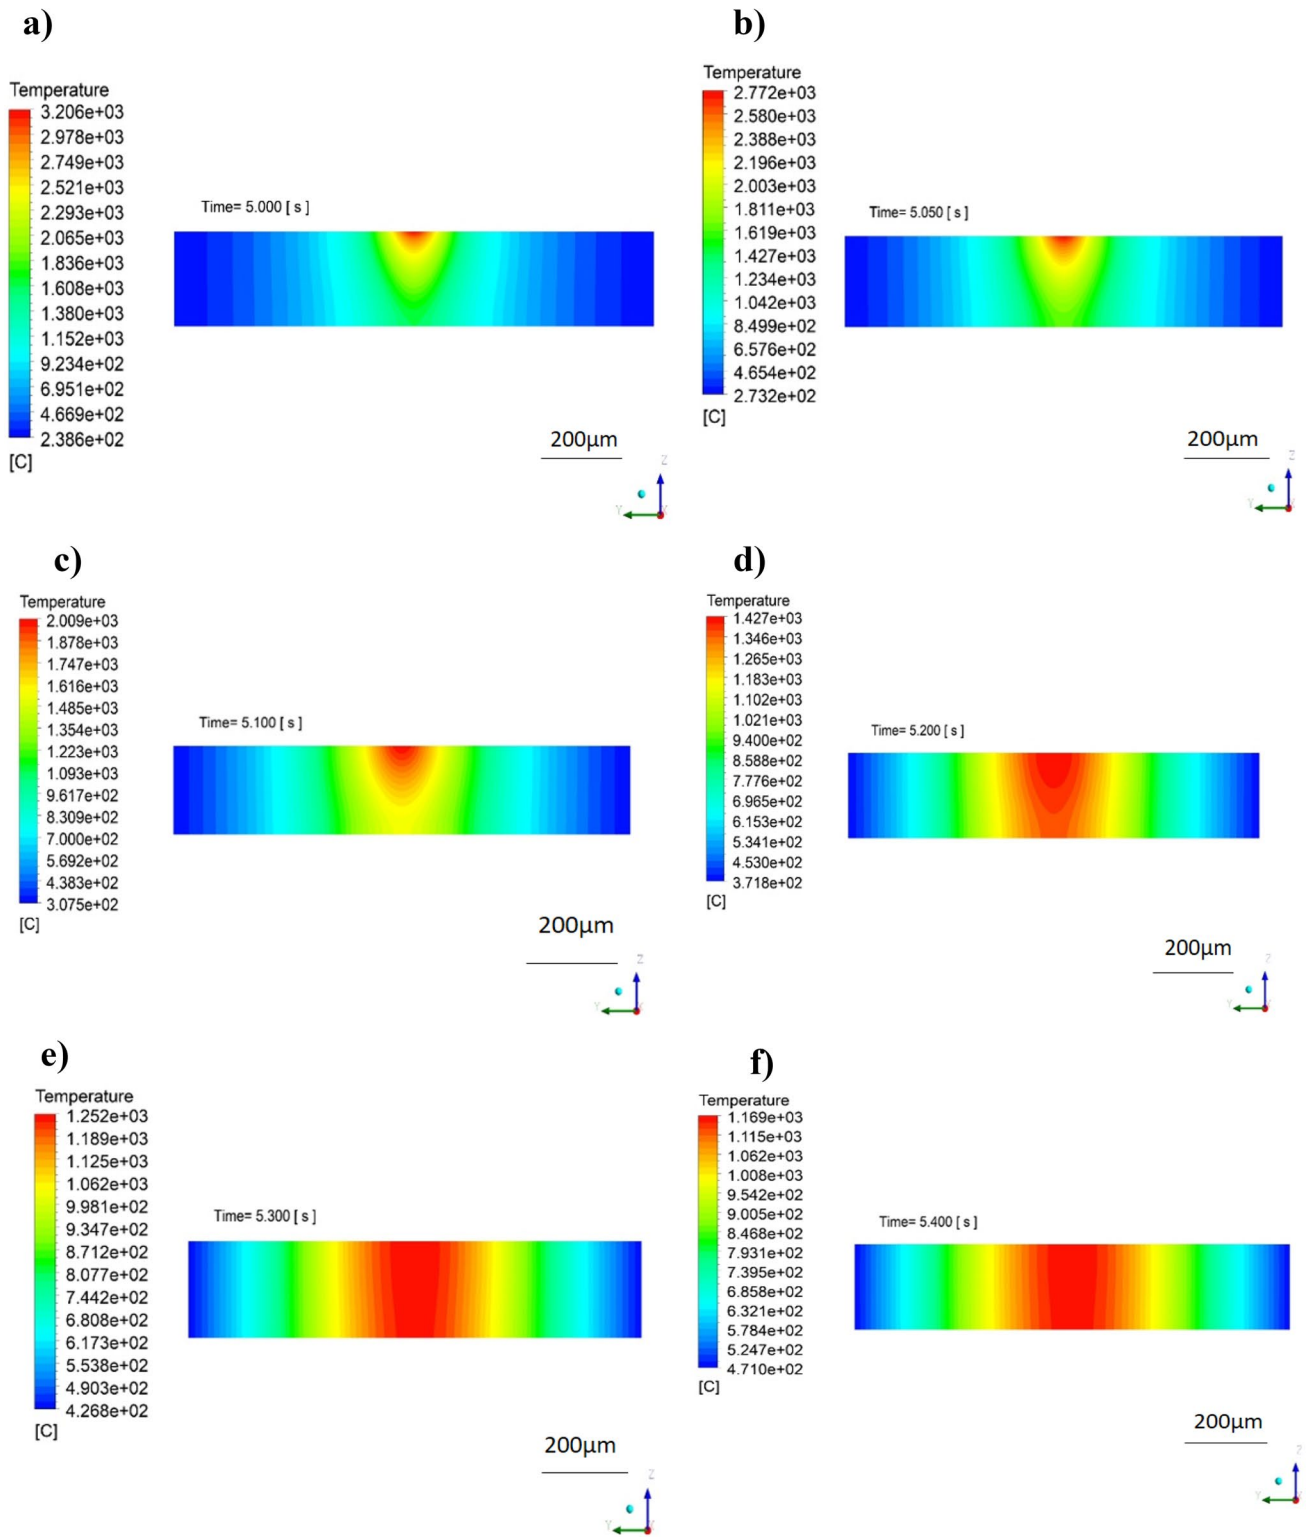 a)
Temperature
3.206e+03
2.978e+03
2.749e+03
2.521e+03
2.293e+03
2.065e+03
1.836e+03
1.608e+03
1.380e+03
1.152e+03
9.234e+02
6.951e+02
4.669e+02
2.386e+02
[C]
Time= 5.000 [ s ]
200µm
Z
Y
b)
Temperature
2.772e+03
2.580e+03
2.388e+03
2.196e+03
2.003e+03
1.811e+03
1.619e+03
1.427e+03
1.234e+03
1.042e+03
8.499e+02
6.576e+02
4.654e+02
2.732e+02
[C]
Time= 5.050 [ s ]
200µm
Z
Y
c)
Temperature
2.009e+03
1.878e+03
1.747e+03
1.616e+03
1.485e+03
1.354e+03
1.223e+03
1.093e+03
9.617e+02
8.309e+02
7.000e+02
5.692e+02
4.383e+02
3.075e+02
[C]
Time= 5.100 [ s ]
200µm
Z
Y
d)
Temperature
1.427e+03
1.346e+03
1.265e+03
1.183e+03
1.102e+03
1.021e+03
9.400e+02
8.588e+02
7.776e+02
6.965e+02
6.153e+02
5.341e+02
4.530e+02
3.718e+02
[C]
Time= 5.200 [ s ]
200µm
Z
Y
e)
Temperature
1.252e+03
1.189e+03
1.125e+03
1.062e+03
9.981e+02
9.347e+02
8.712e+02
8.077e+02
7.442e+02
6.808e+02
6.173e+02
5.538e+02
4.903e+02
4.268e+02
[C]
Time= 5.300 [ s ]
200µm
Z
Y
f)
Temperature
1.169e+03
1.115e+03
1.062e+03
1.008e+03
9.542e+02
9.005e+02
8.468e+02
7.931e+02
7.395e+02
6.858e+02
6.321e+02
5.784e+02
5.247e+02
4.710e+02
[C]
Time= 5.400 [ s ]
200µm
Z
Y